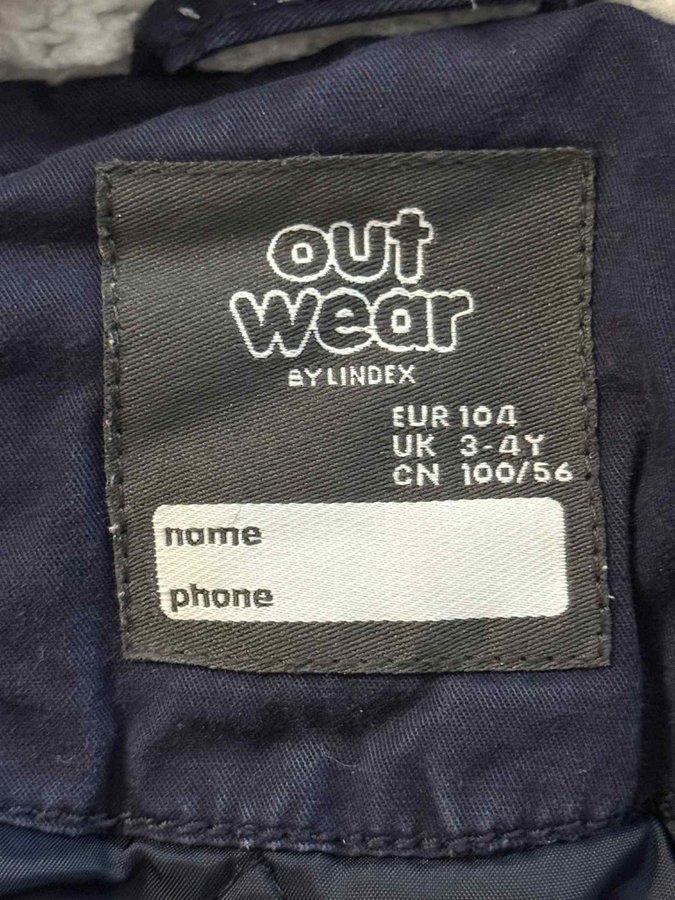 out
wear
BY LINDEX
EUR 104
UK 3-4Y
CN 100/56
name
phone